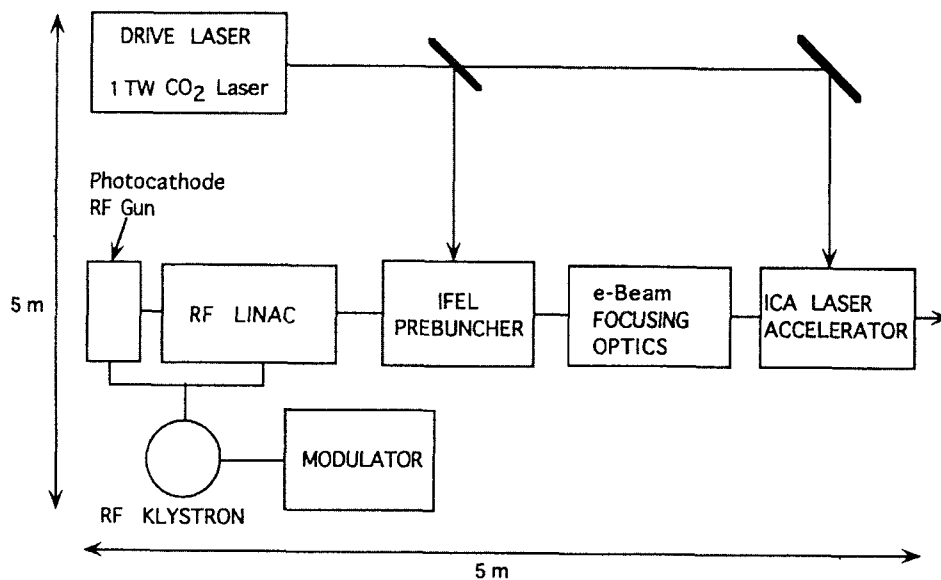 DRIVE LASER
1 TW CO2 Laser
Photocathode
RF Gun
5 m
RF LINAC
IFEL
PREBUNCHER
e-Beam
FOCUSING
OPTICS
ICA LASER
ACCELERATOR
MODULATOR
RF KLYSTRON
5 m